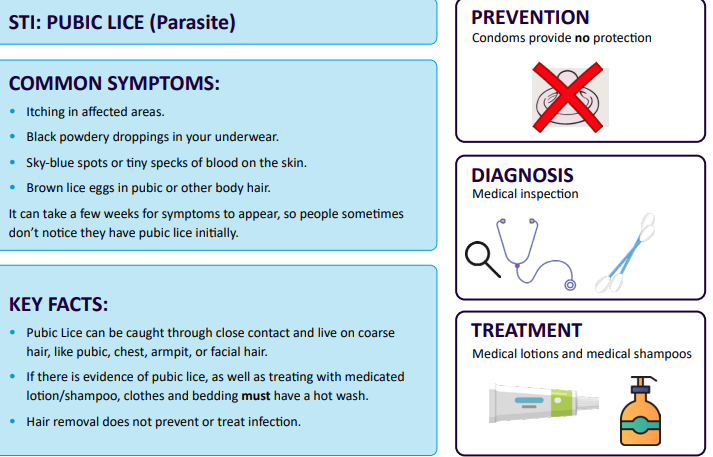 STI: PUBIC LICE (Parasite)
COMMON SYMPTOMS:
• Itching in affected areas.
• Black powdery droppings in your underwear.
• Sky-blue spots or tiny specks of blood on the skin.
• Brown lice eggs in pubic or other body hair.
It can take a few weeks for symptoms to appear, so people sometimes
don’t notice they have pubic lice initially.
KEY FACTS:
• Pubic Lice can be caught through close contact and live on coarse
hair, like pubic, chest, armpit, or facial hair.
• If there is evidence of pubic lice, as well as treating with medicated
lotion/shampoo, clothes and bedding must have a hot wash.
• Hair removal does not prevent or treat infection.
PREVENTION
Condoms provide no protection
DIAGNOSIS
Medical inspection
TREATMENT
Medical lotions and medical shampoos